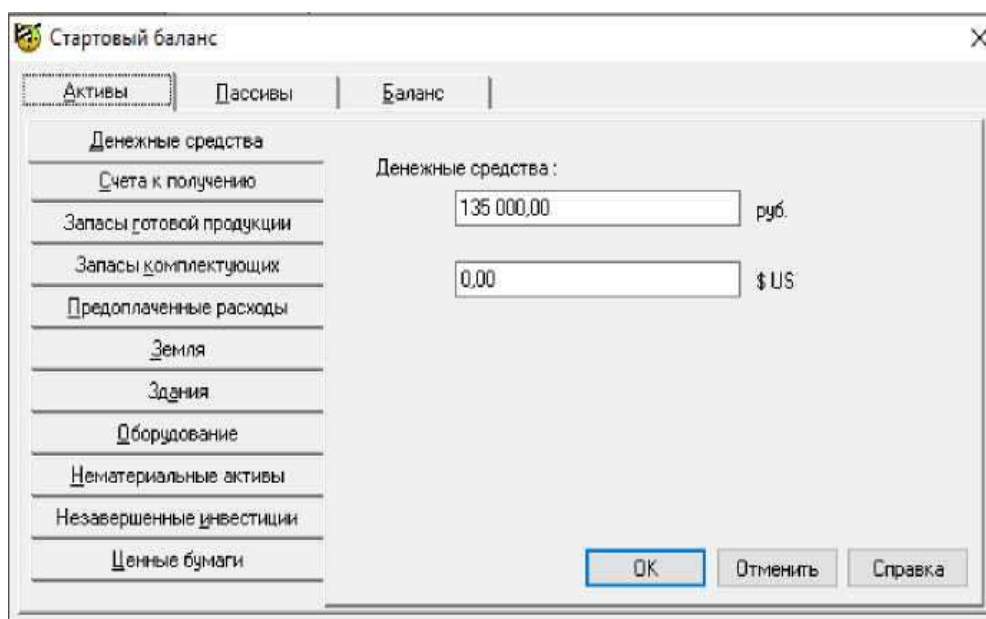 Стартовый баланс
Активы Пассивы Баланс
Денежные средства
Счета к получению
Запасы готовой продукции
Запасы комплектующих
Предоплаченные расходы
Земля
Здания
Оборудование
Нематериальные активы
Незавершенные инвестиции
Ценные бумаги
Денежные средства :
135 000,00 руб.
0,00 $ US
OK Отменить Справка